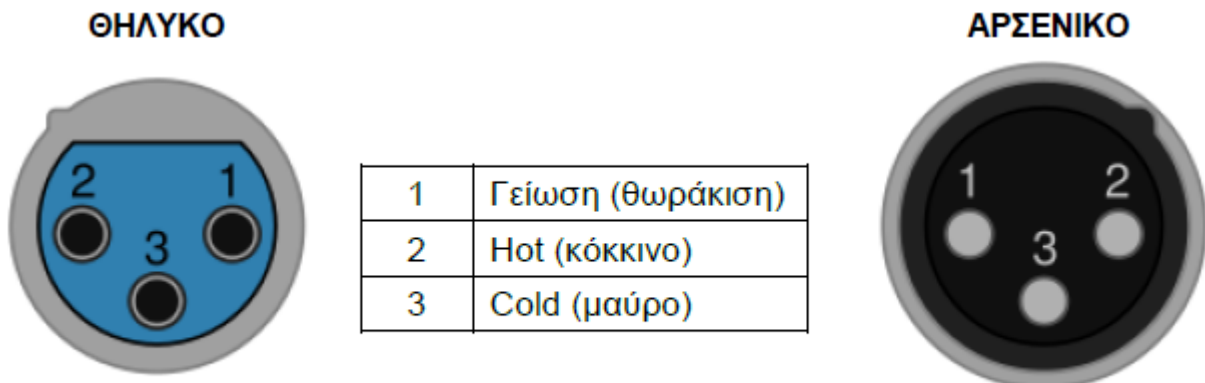 ΘΗΛΥΚΟ
ΑΡΣΕΝΙΚΟ
2 1
3
1 Γείωση (θωράκιση)
2 Hot (κόκκινο)
3 Cold (μαύρο)
1 2
3